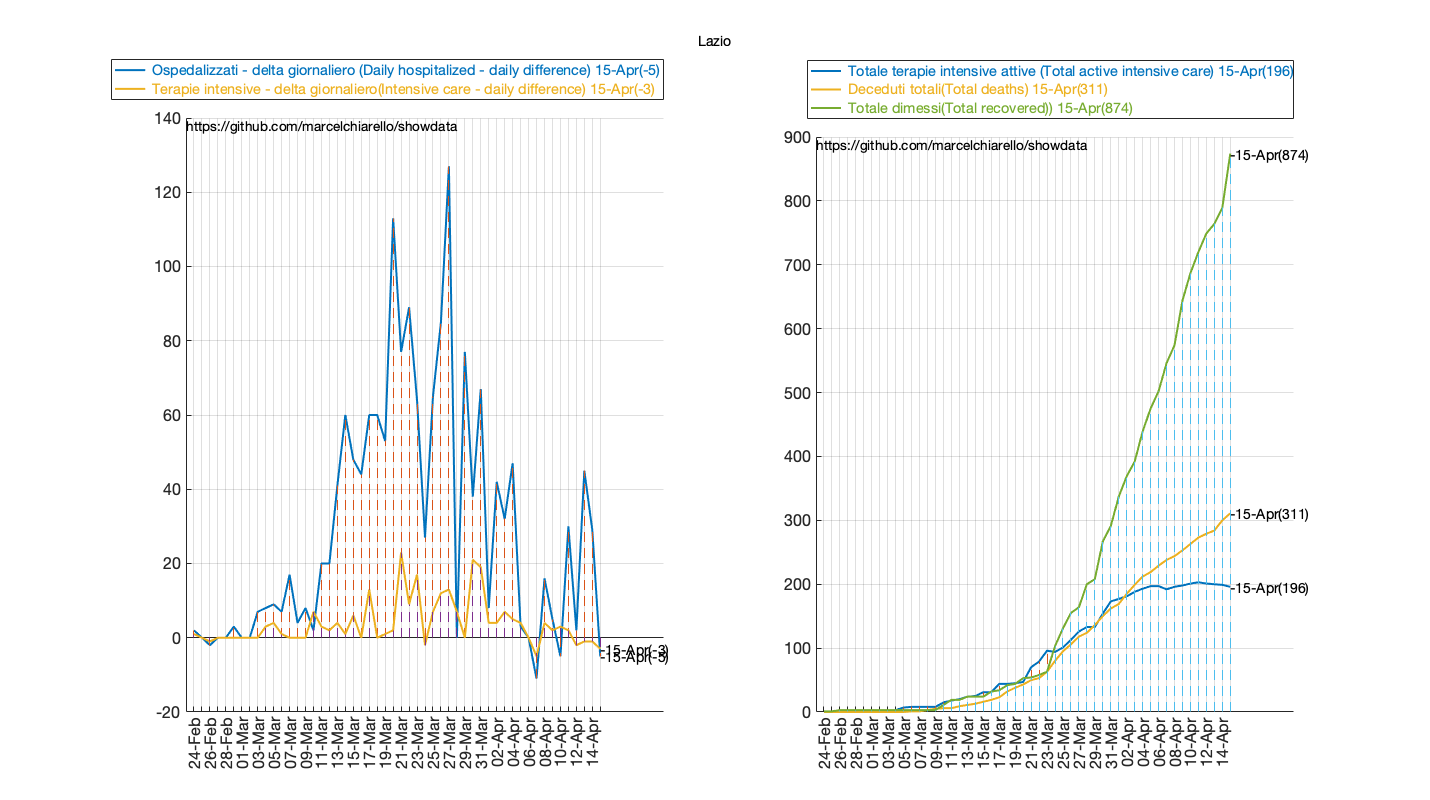 Lazio
Ospedalizzati - delta giornaliero (Daily hospitalized - daily difference) 15-Apr(-5)
Terapie intensive - delta giornaliero(Intensive care - daily difference) 15-Apr(-3)
https://github.com/marcelchiarello/showdata
140
120
100
80
60
40
20
0
-20
-15-Apr(-3)
-15-Apr(-5)
24-Feb
26-Feb
28-Feb
01-Mar
03-Mar
05-Mar
07-Mar
09-Mar
11-Mar
13-Mar
15-Mar
17-Mar
19-Mar
21-Mar
23-Mar
25-Mar
27-Mar
29-Mar
31-Mar
02-Apr
04-Apr
06-Apr
08-Apr
10-Apr
12-Apr
14-Apr
Totale terapie intensive attive (Total active intensive care) 15-Apr(196)
Deceduti totali(Total deaths) 15-Apr(311)
Totale dimessi(Total recovered)) 15-Apr(874)
https://github.com/marcelchiarello/showdata
900
800
700
600
500
400
300
200
100
0
-15-Apr(874)
-15-Apr(311)
-15-Apr(196)
24-Feb
26-Feb
28-Feb
01-Mar
03-Mar
05-Mar
07-Mar
09-Mar
11-Mar
13-Mar
15-Mar
17-Mar
19-Mar
21-Mar
23-Mar
25-Mar
27-Mar
29-Mar
31-Mar
02-Apr
04-Apr
06-Apr
08-Apr
10-Apr
12-Apr
14-Apr